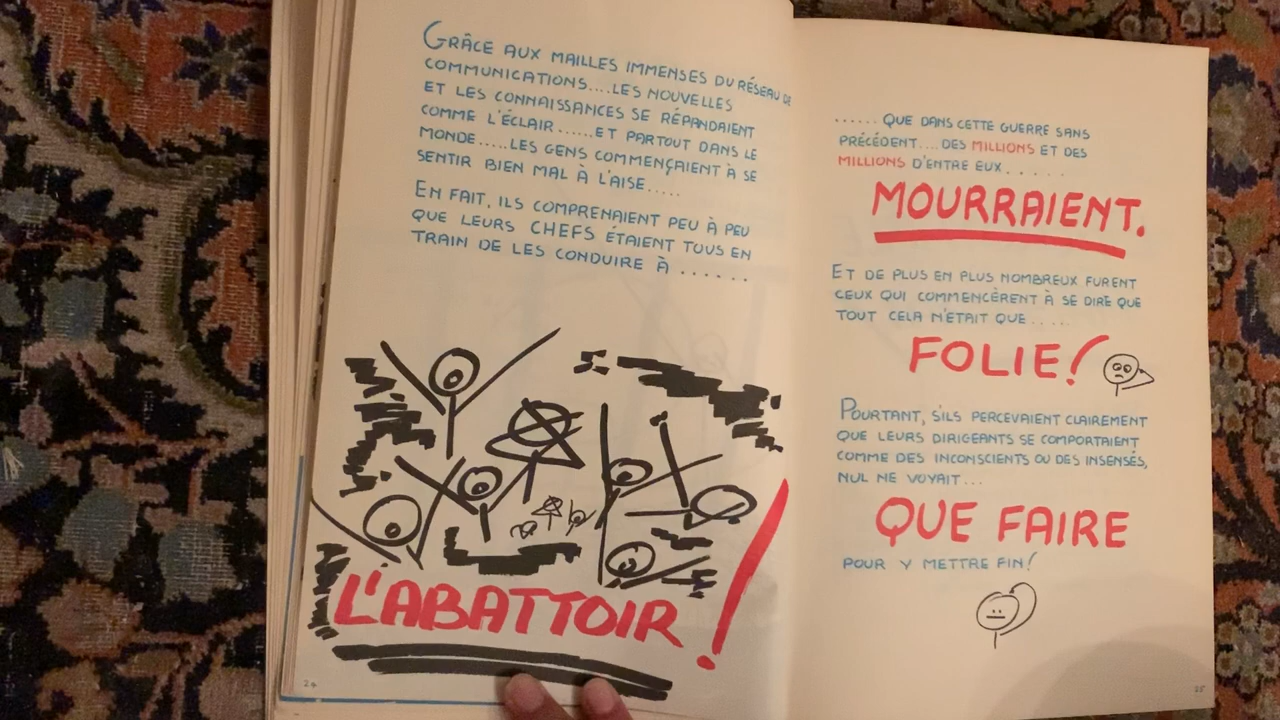 GRÂCE AUX MAILLES IMMENSES DU RÉSEAU DE
COMMUNICATIONS....LES NOUVELLES
ET LES CONNAISSANCES SE RÉPANDAIENT
COMME L'ÉCLAIR......ET PARTOUT DANS LE
MONDE.....LES GENS COMMENÇAIENT À SE
SENTIR BIEN MAL À L'AISE.....
EN FAIT, ILS COMPRENAIENT PEU À PEU
QUE LEURS CHEFS ÉTAIENT TOUS EN
TRAIN DE LES CONDUIRE À ......
L'ABATTOIR!
24
...... QUE DANS CETTE GUERRE SANS
PRÉCÉDENT....DES MILLIONS ET DES
MILLIONS D'ENTRE EUX......
MOURRAIENT.
ET DE PLUS EN PLUS NOMBREUX FURENT
CEUX QUI COMMENCÈRENT À SE DIRE QUE
TOUT CELA N'ÉTAIT QUE.....
FOLIE!
POURTANT, S'ILS PERCEVAIENT CLAIREMENT
QUE LEURS DIRIGEANTS SE COMPORTAIENT
COMME DES INCONSCIENTS OU DES INSENSÉS,
NUL NE VOYAIT...
QUE FAIRE
POUR Y METTRE FIN!
25